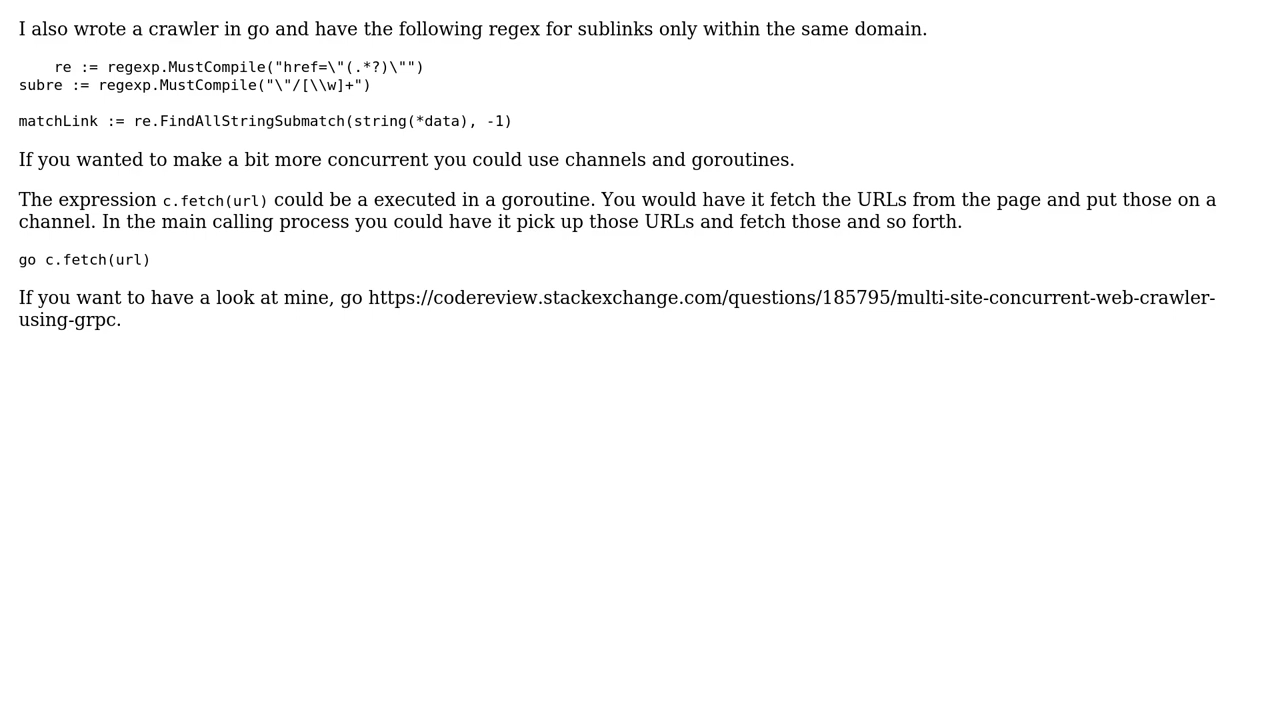 I also wrote a crawler in go and have the following regex for sublinks only within the same domain.
    re := regexp.MustCompile("href=\"(.*?)\"")
subre := regexp.MustCompile("\"/[\\w]+")
matchLink := re.FindAllStringSubmatch(string(*data), -1)
If you wanted to make a bit more concurrent you could use channels and goroutines.
The expression c.fetch(url) could be a executed in a goroutine. You would have it fetch the URLs from the page and put those on a
channel. In the main calling process you could have it pick up those URLs and fetch those and so forth.
go c.fetch(url)
If you want to have a look at mine, go https://codereview.stackexchange.com/questions/185795/multi-site-concurrent-web-crawler-
using-grpc.